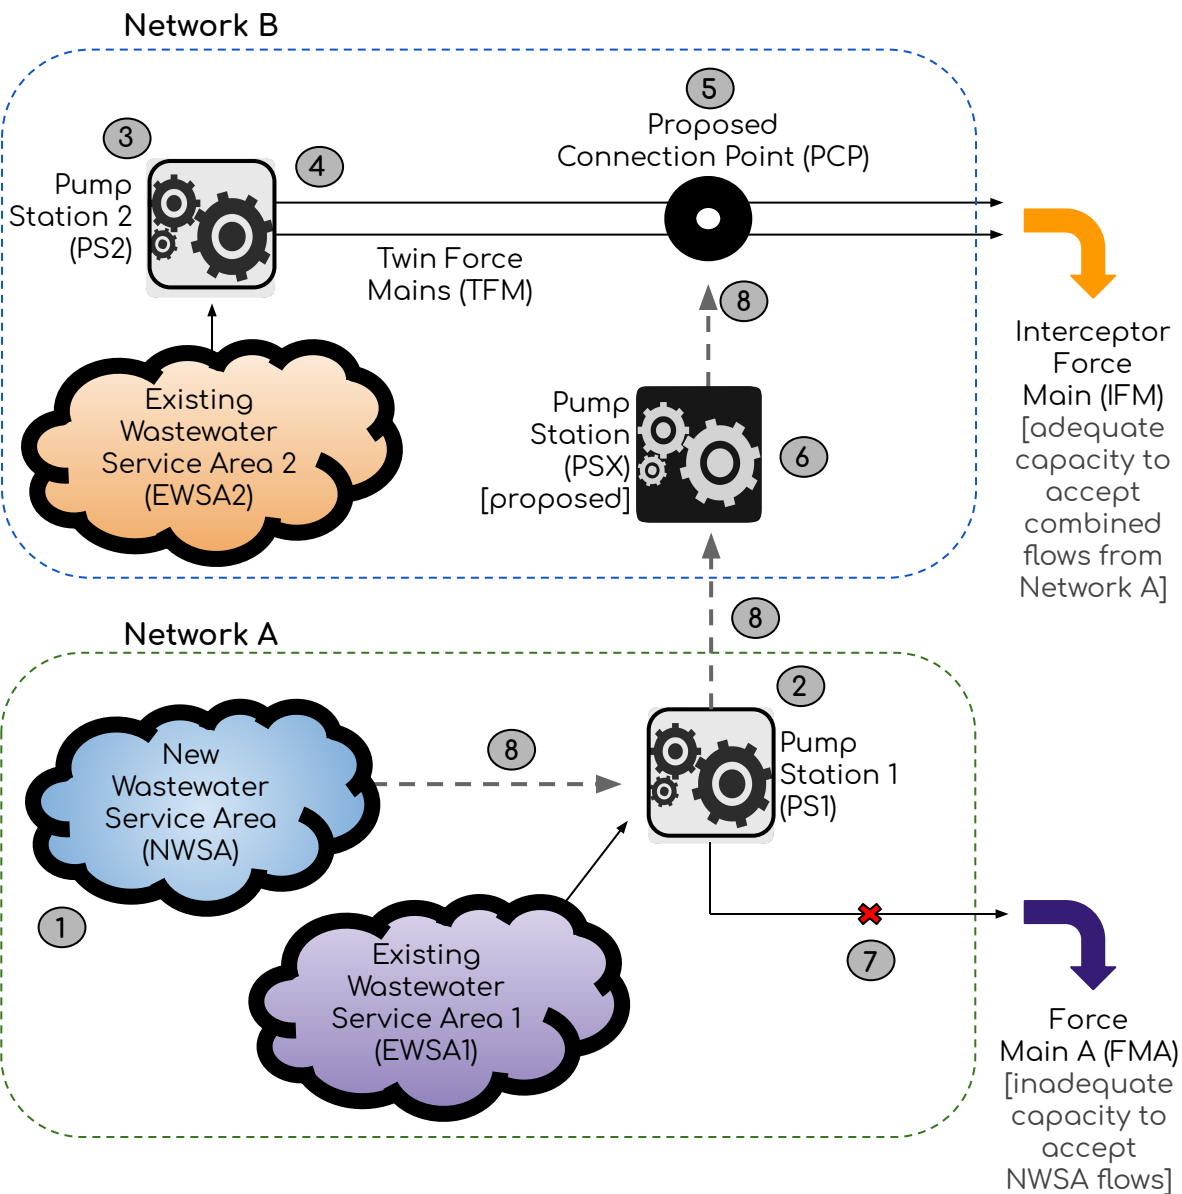 Network B
5
Proposed
Connection Point (PCP)
3
4
Pump
Station 2
(PS2)
Twin Force
Mains (TFM)
8
Interceptor
Force
Main (IFM)
[adequate
capacity to
accept
combined
flows from
Network A]
Existing
Wastewater
Service Area 2
(EWSA2)
Pump
Station
(PSX)
[proposed]
6
8
Network A
2
New
Wastewater
Service Area
(NWSA)
8
Pump
Station 1
(PS1)
1
7
Existing
Wastewater
Service Area 1
(EWSA1)
Force
Main A (FMA)
[inadequate
capacity to
accept
NWSA flows]